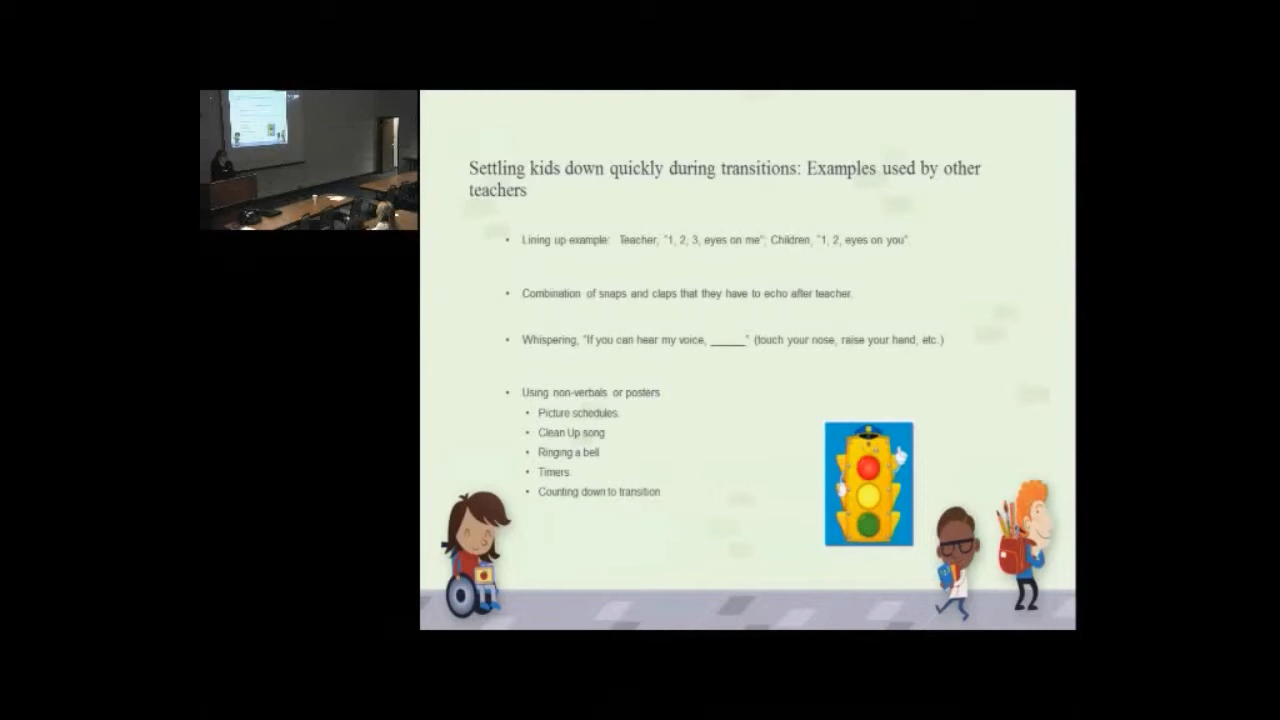 Settling kids down quickly during transitions: Examples used by other
teachers
• Lining up example: Teacher, "1, 2, 3, eyes on me"; Children, "1, 2, eyes on you"
• Combination of snaps and claps that they have to echo after teacher.
• Whispering, "If you can hear my voice, ______" (touch your nose, raise your hand, etc.)
• Using non-verbals or posters
• Picture schedules.
• Clean Up song
• Ringing a bell
• Timers
• Counting down to transition